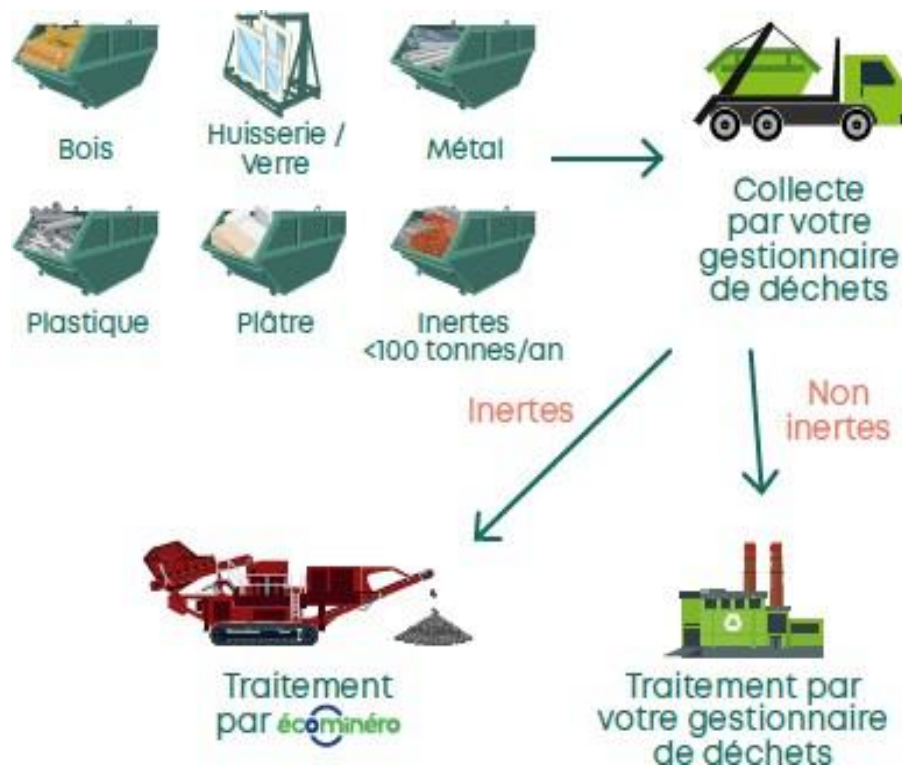 Bois
Huisserie /
Verre
Métal
Plastique
Plâtre
Inertes
<100 tonnes/an
Collecte
par votre
gestionnaire
de déchets
Inertes
Non
inertes
Traitement
par écominéro
Traitement par
votre gestionnaire
de déchets